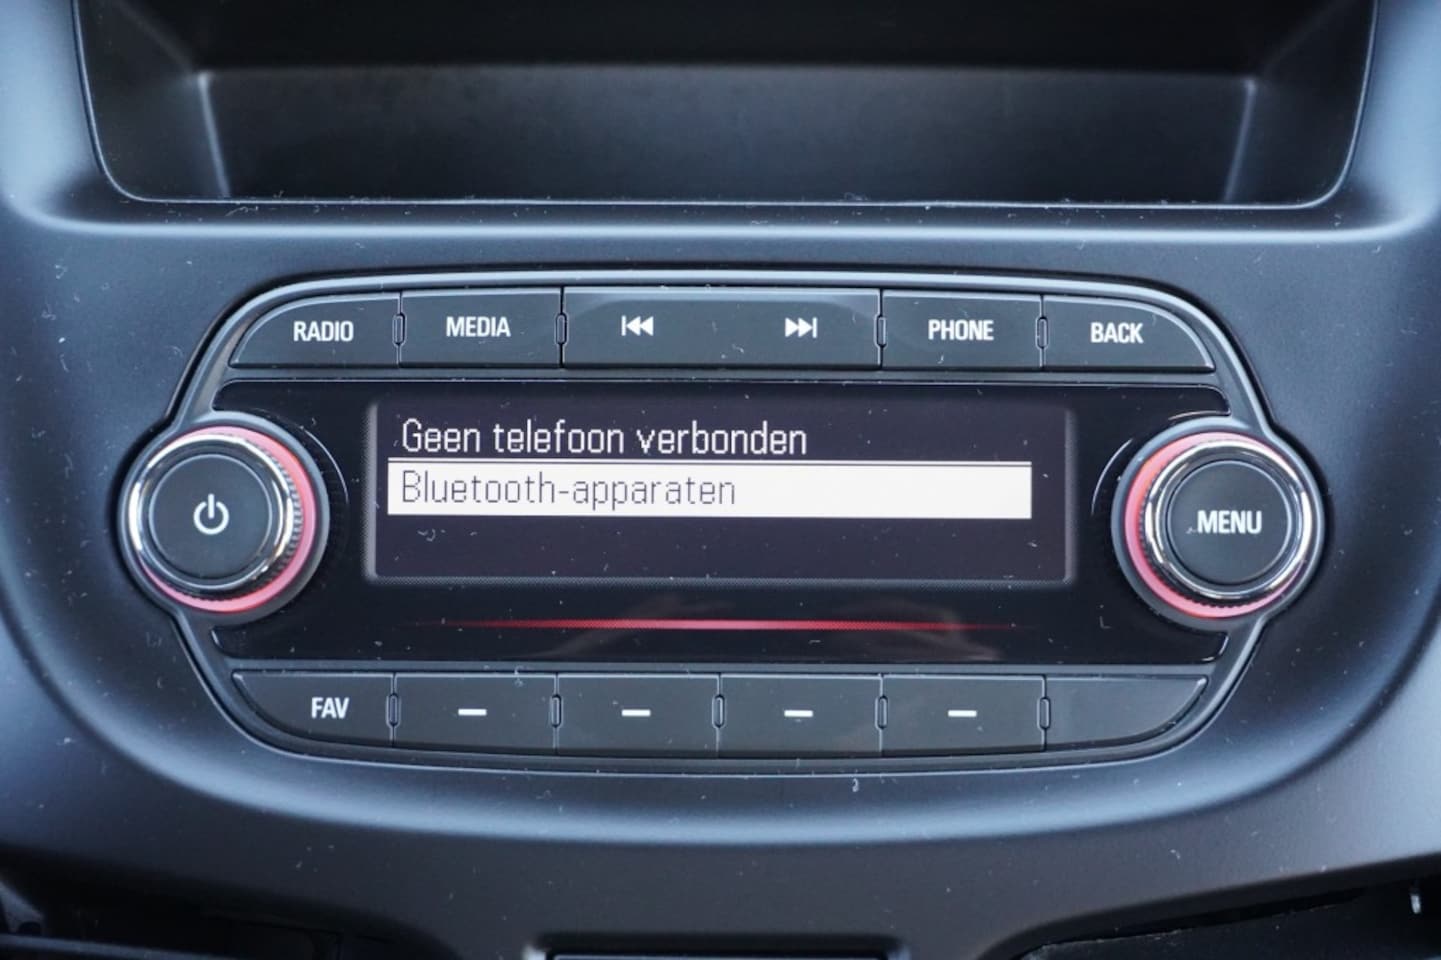 RADIO MEDIA PHONE BACK
Geen telefoon verbonden
Bluetooth-apparaten
MENU
FAV